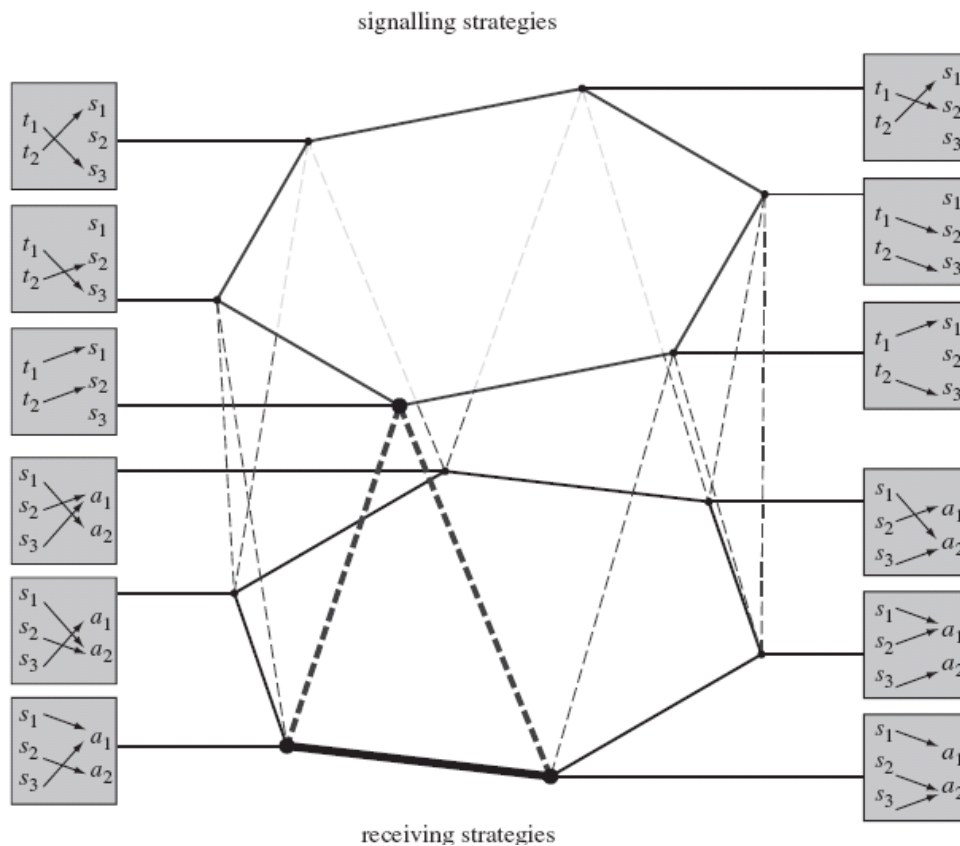 signalling strategies
t1 s1
t2 s2
s3
t1 s1
t2 s2
s3
t1 s1
t2 s2
s3
s1
s2 a1
s3 a2
s1
s2 a1
s3 a2
s1
s2 a1
s3 a2
t1 s1
t2 s2
s3
t1 s1
t2 s2
s3
t1 s1
t2 s2
s3
s1
s2 a1
s3 a2
s1
s2 a1
s3 a2
s1
s2 a1
s3 a2
receiving strategies